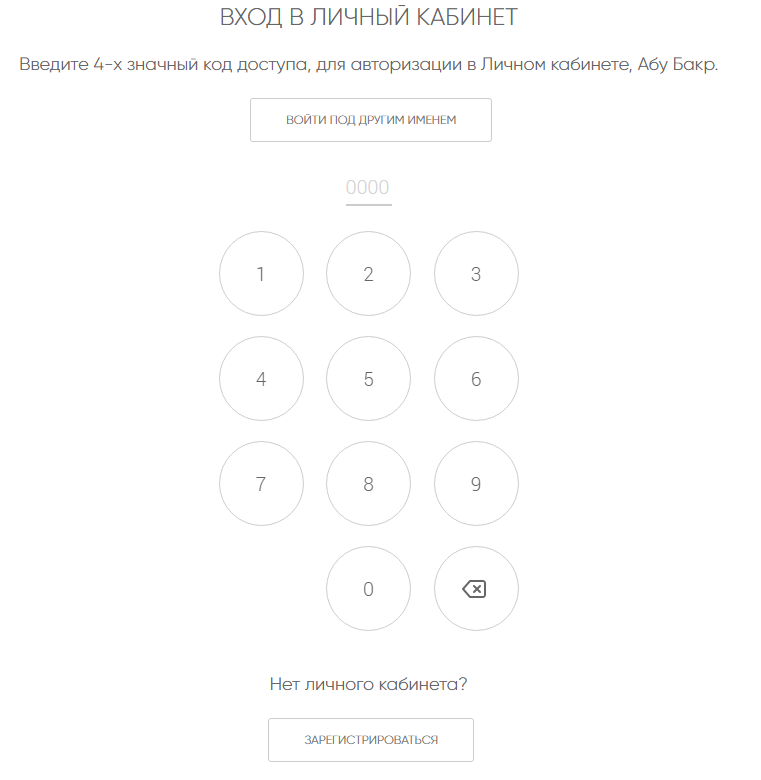 ВХОД В ЛИЧНЫЙ КАБИНЕТ
Введите 4-х значный код доступа, для авторизации в Личном кабинете, Абу Бакр.
ВОЙТИ ПОД ДРУГИМ ИМЕНЕМ
0000
1 2 3
4 5 6
7 8 9
0
Нет личного кабинета?
ЗАРЕГИСТРИРОВАТЬСЯ